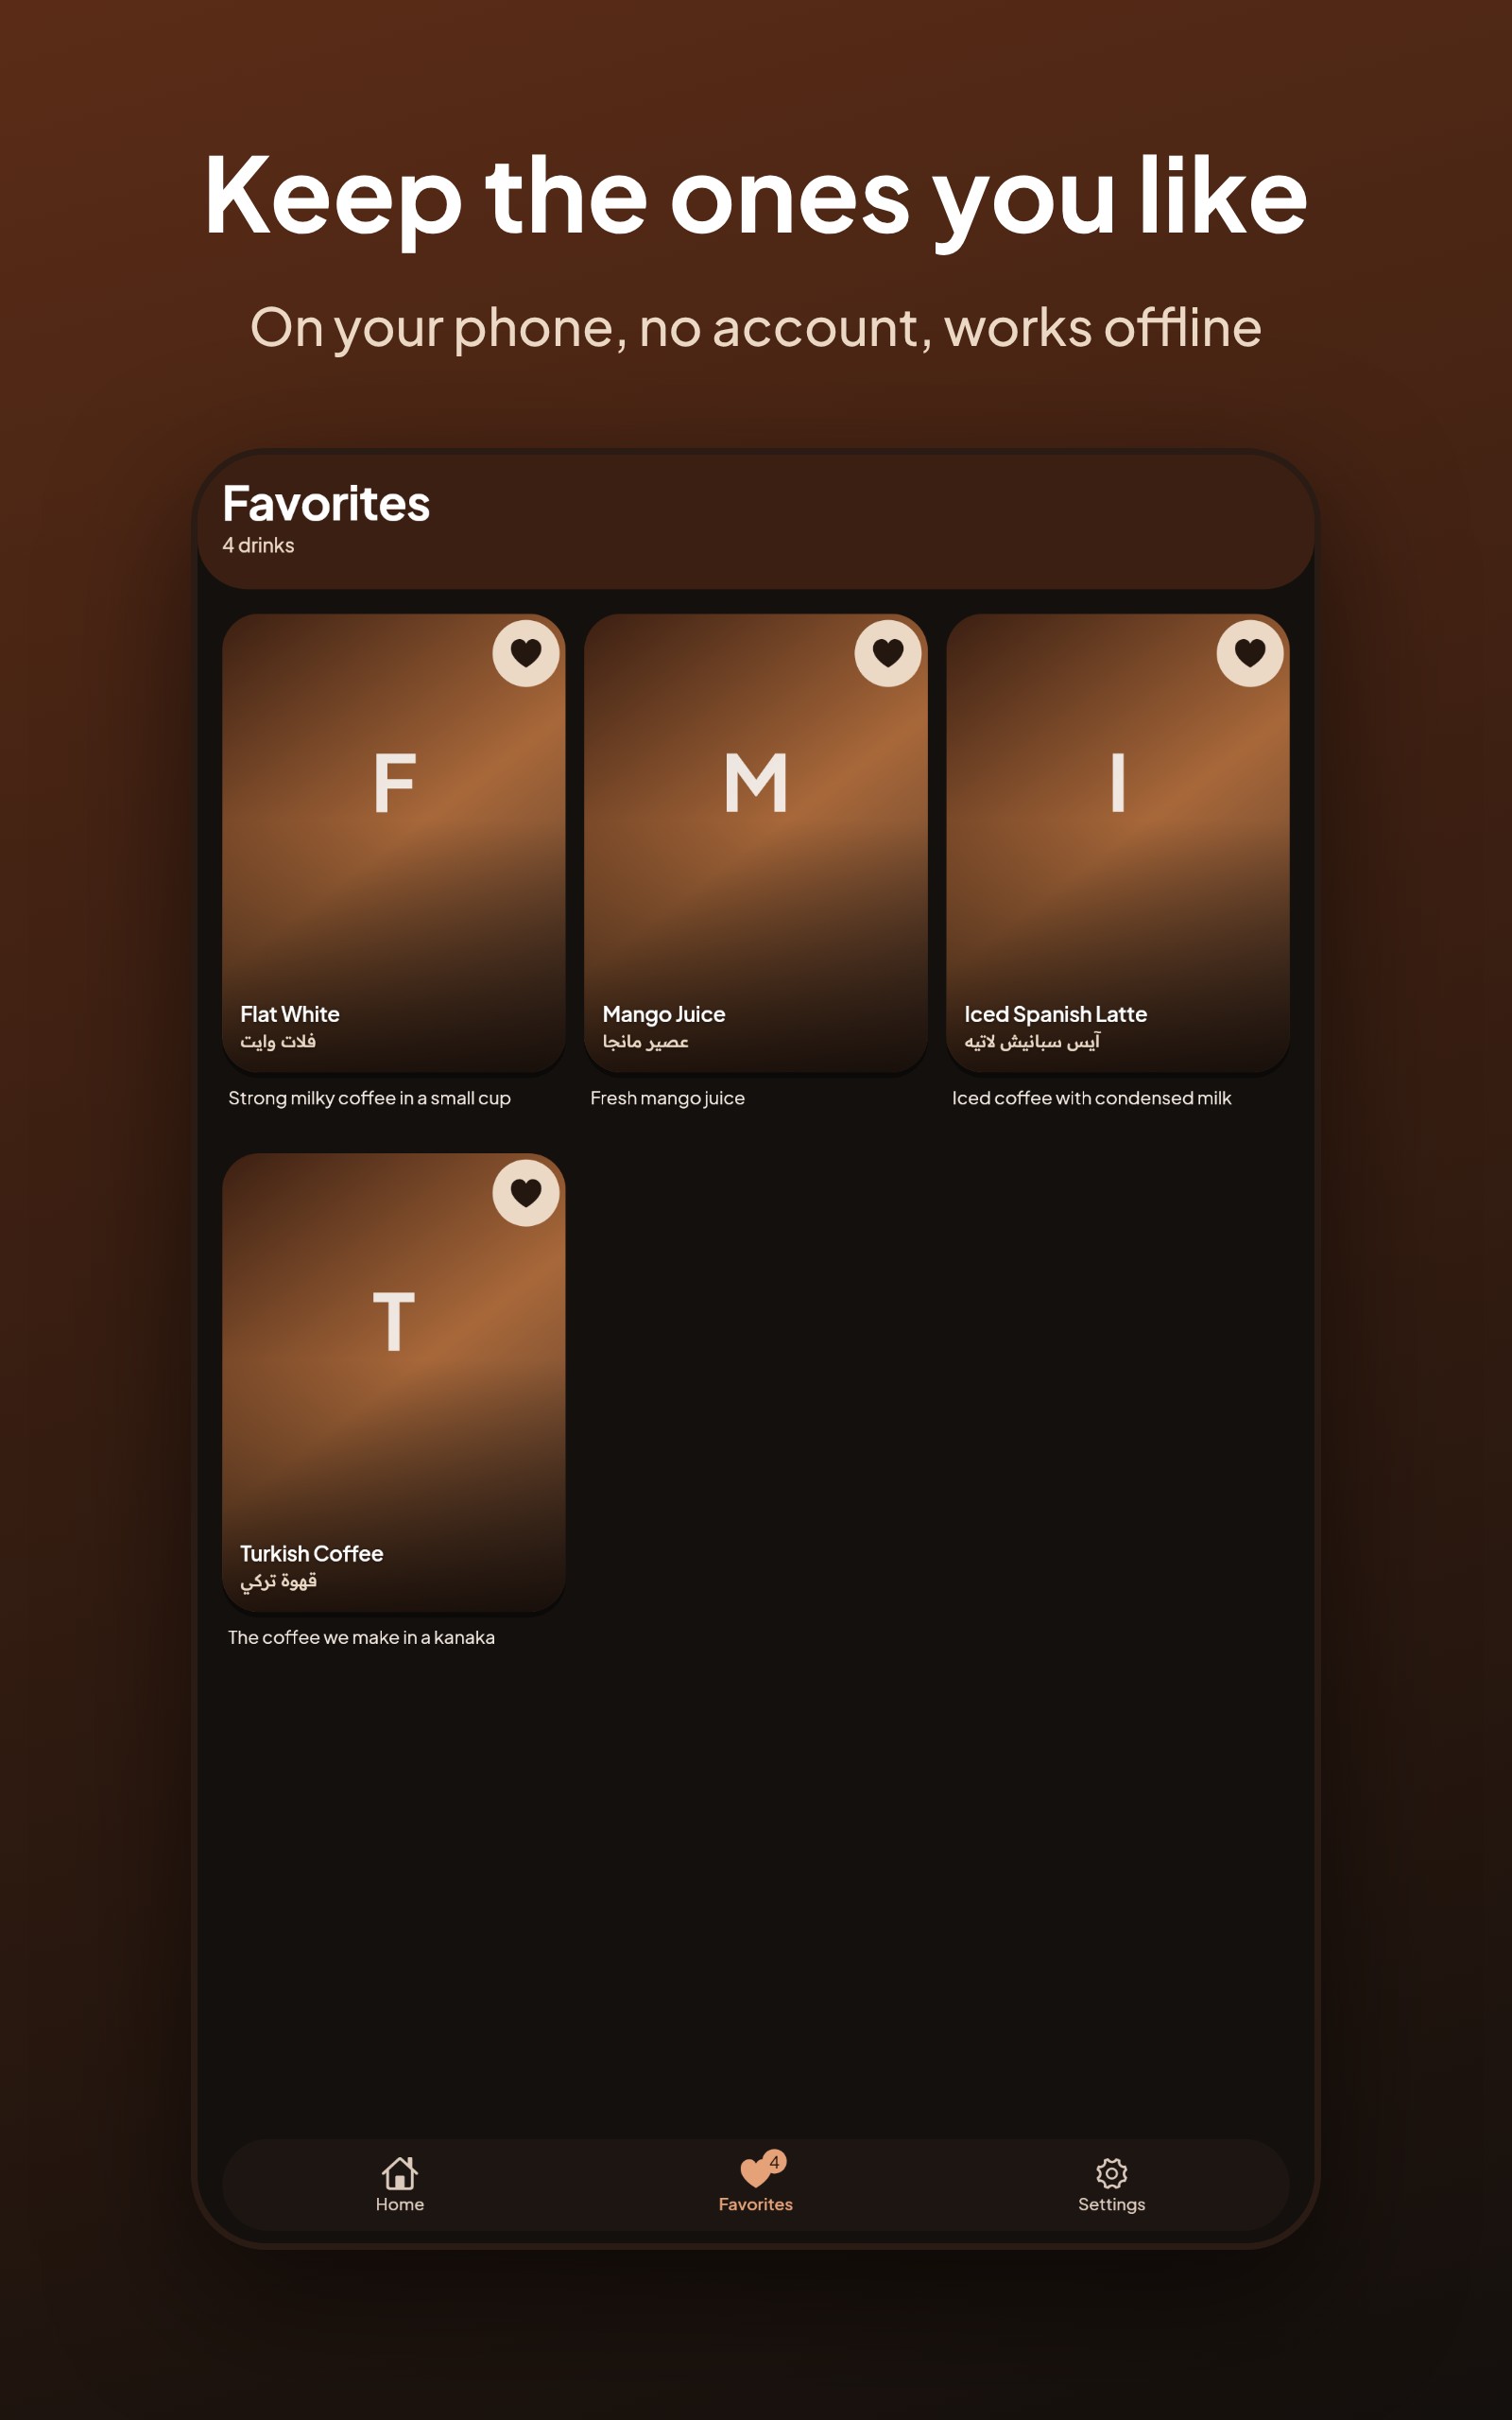 Keep the ones you like
On your phone, no account, works offline
Favorites
4 drinks
F
Flat White
فلات وايت
Strong milky coffee in a small cup
M
Mango Juice
عصير مانجا
Fresh mango juice
I
Iced Spanish Latte
آيس سبانيش لاتيه
Iced coffee with condensed milk
T
Turkish Coffee
قهوة تركي
The coffee we make in a kanaka
Home
4
Favorites
Settings